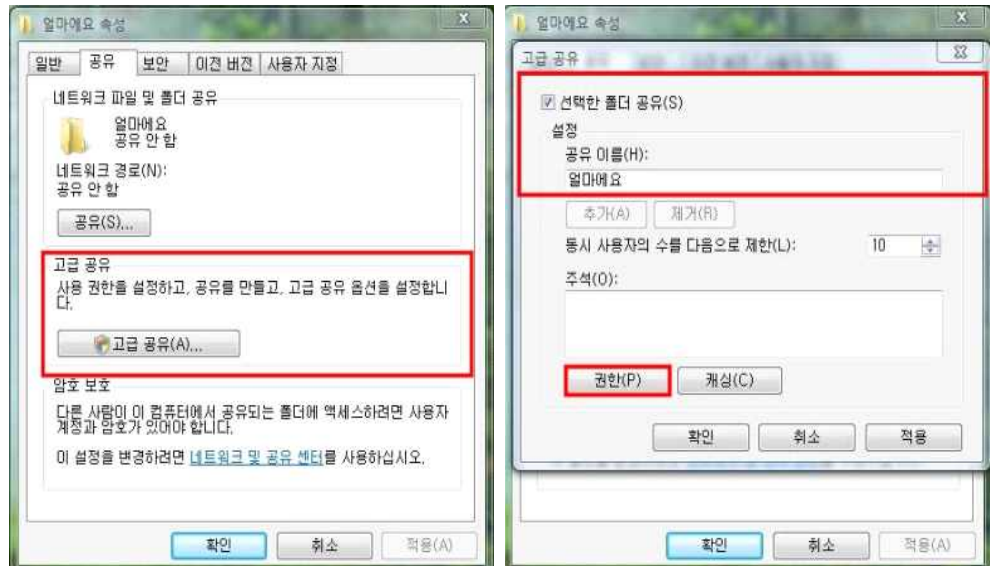 얼마에요 속성
일반 공유 보안 이전 버전 사용자 지정
네트워크 파일 및 폴더 공유
얼마에요
공유 안 함
네트워크 경로(N):
공유 안 함
공유(S)...
고급 공유
사용 권한을 설정하고, 공유를 만들고, 고급 공유 옵션을 설정합니
다.
고급 공유(A)...
암호 보호
다른 사람이 이 컴퓨터에서 공유되는 폴더에 액세스하려면 사용자
계정과 암호가 있어야 합니다.
이 설정을 변경하려면 네트워크 및 공유 센터를 사용하십시오.
확인 취소 적용(A)
얼마에요 속성
고급 공유
선택한 폴더 공유(S)
설정
공유 이름(H):
얼마에요
추가(A) 제거(R)
동시 사용자의 수를 다음으로 제한(L): 10
주석(O):
권한(P) 캐싱(C)
확인 취소 적용
확인 취소 적용(A)